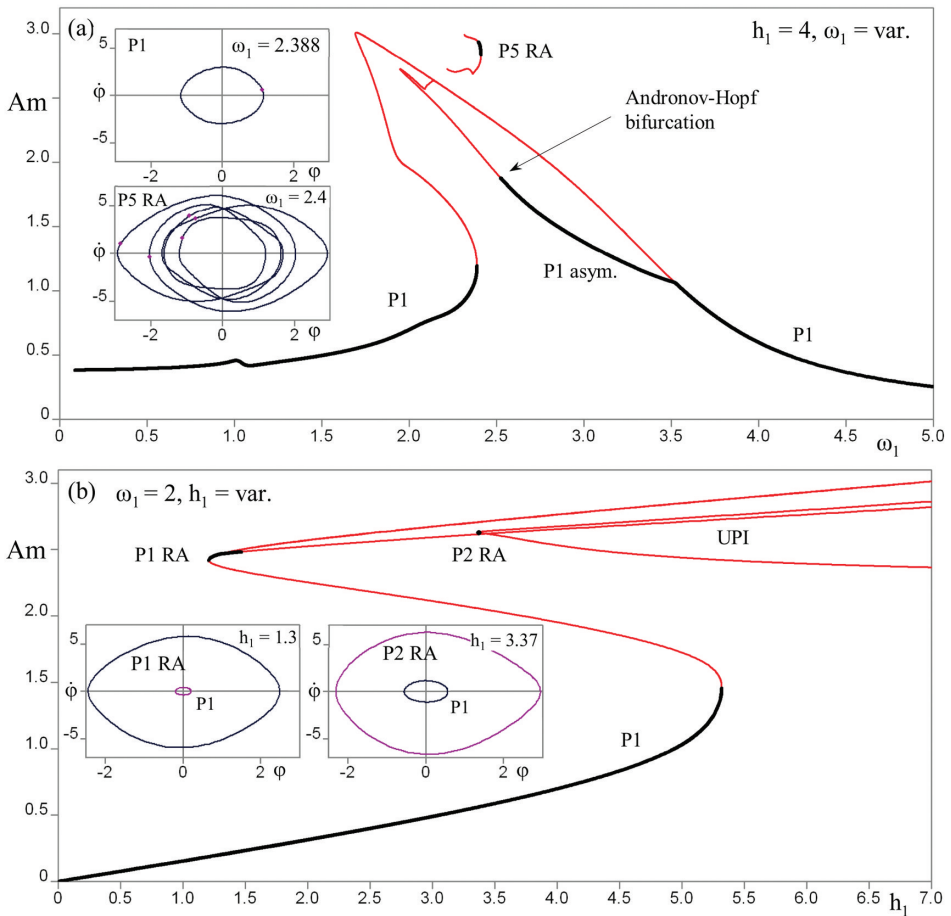 (a)
h₁ = 4, ω₁ = var.
3.0
2.0
1.5
1.0
0.5
0
Am
P1
ω₁ = 2.388
5
φ̇
-5
-2
2
φ
P5 RA
ω₁ = 2.4
5
φ̇
-5
-2
2
φ
P5 RA
Andronov-Hopf
bifurcation
P1
P1 asym.
P1
0
0.5
1.0
1.5
2.0
2.5
3.0
3.5
4.0
4.5
5.0
ω₁
(b)
ω₁ = 2, h₁ = var.
3.0
2.0
1.5
1.0
0.5
0
Am
P1 RA
P2 RA
UPI
h₁ = 1.3
5
φ̇
-5
P1 RA
P1
0
2
φ
h₁ = 3.37
5
φ̇
-5
P2 RA
P1
-2
0
2
φ
P1
0
0.5
1.0
1.5
2.0
2.5
3.0
3.5
4.0
4.5
5.0
5.5
6.0
7.0
h₁